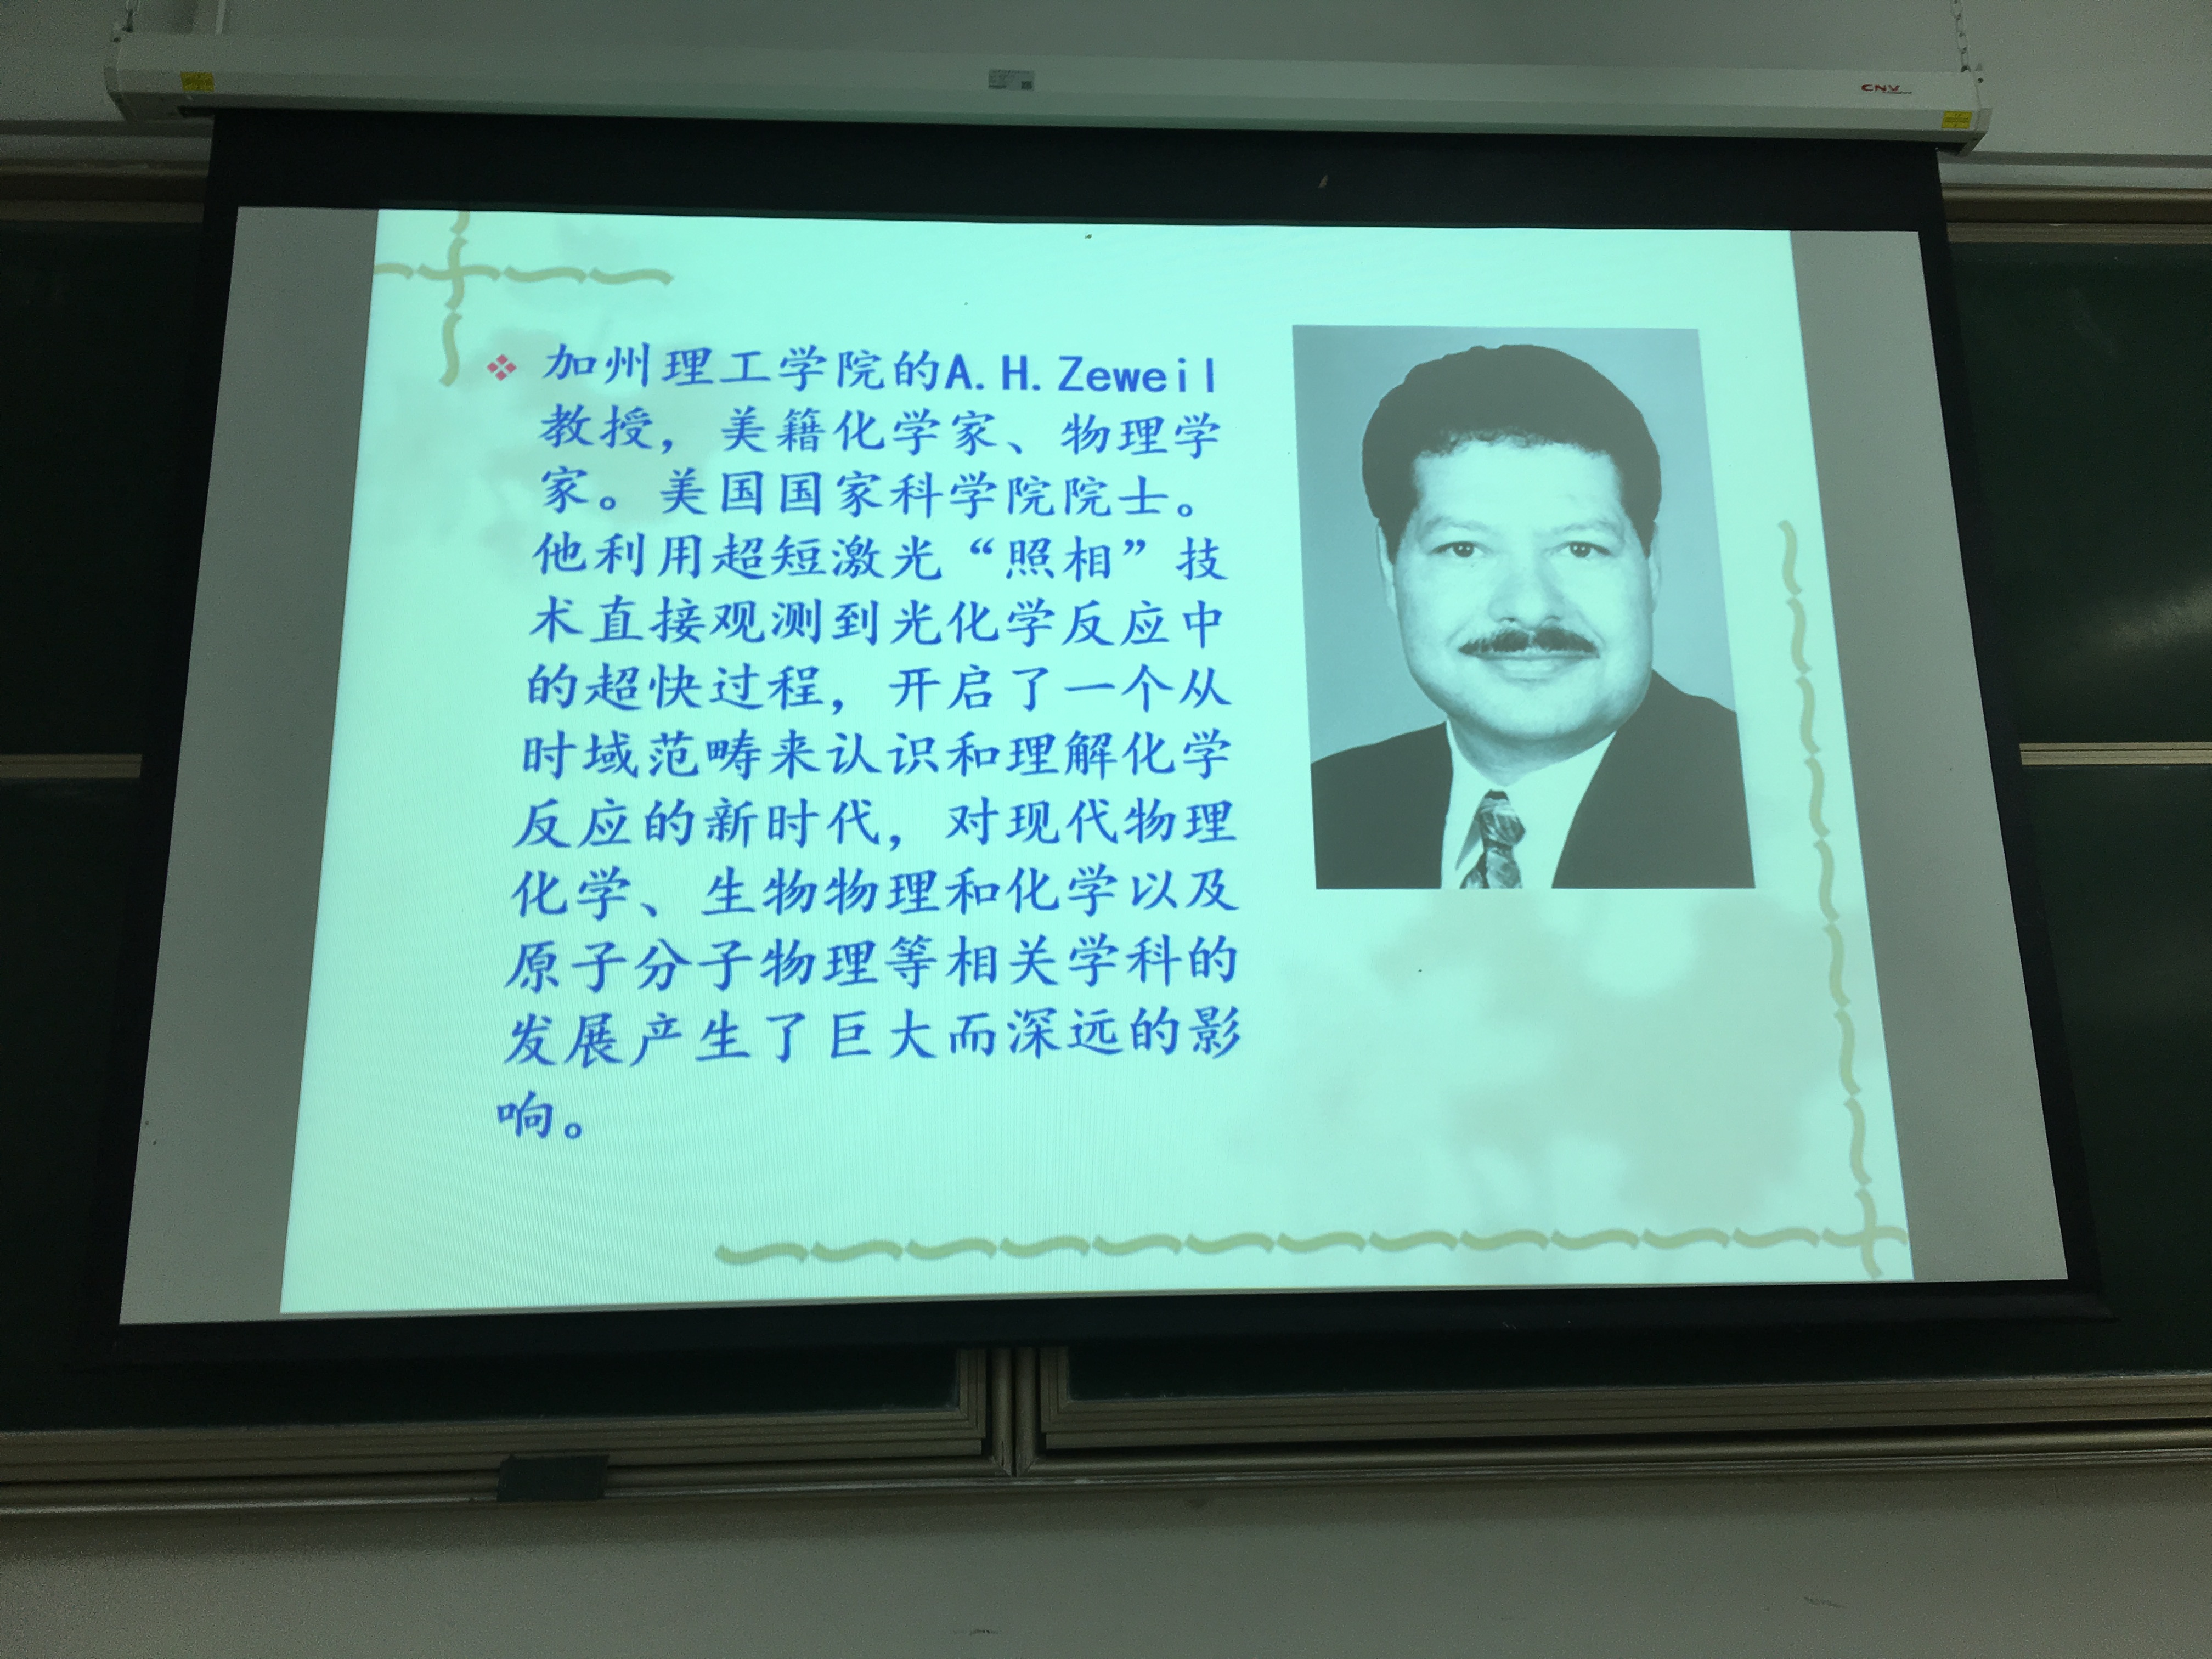 CNV
加州理工学院的A.H.Zeweil
教授，美籍化学家、物理学
家。美国国家科学院院士。
他利用超短激光“照相”技
术直接观测到光化学反应中
的超快过程，开启了一个从
时域范畴来认识和理解化学
反应的新时代，对现代物理
化学、生物物理和化学以及
原子分子物理等相关学科的
发展产生了巨大而深远的影
响。